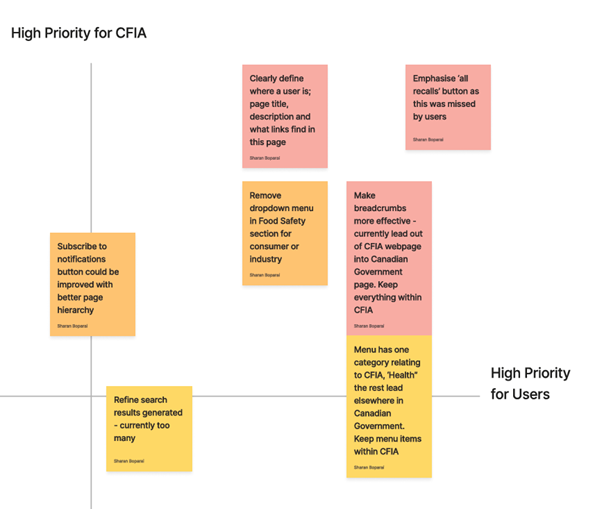 High Priority for CFIA
Clearly define
where a user is;
page title,
description and
what links find in
this page
Sharan Boparai
Emphasise 'all
recalls' button as
this was missed
by users
Sharan Boparai
Remove
dropdown menu
in Food Safety
section for
consumer or
industry
Sharan Boparai
Make
breadcrumbs
more effective -
currently lead out
of CFIA webpage
into Canadian
Government
page. Keep
everything within
CFIA
Sharan Boparai
Subscribe to
notifications
button could be
improved with
better page
hierarchy
Sharan Boparai
Menu has one
category relating
to CFIA, 'Health"
the rest lead
elsewhere in
Canadian
Government.
Keep menu items
within CFIA
Sharan Boparai
High Priority
for Users
Refine search
results generated
- currently too
many
Sharan Boparai